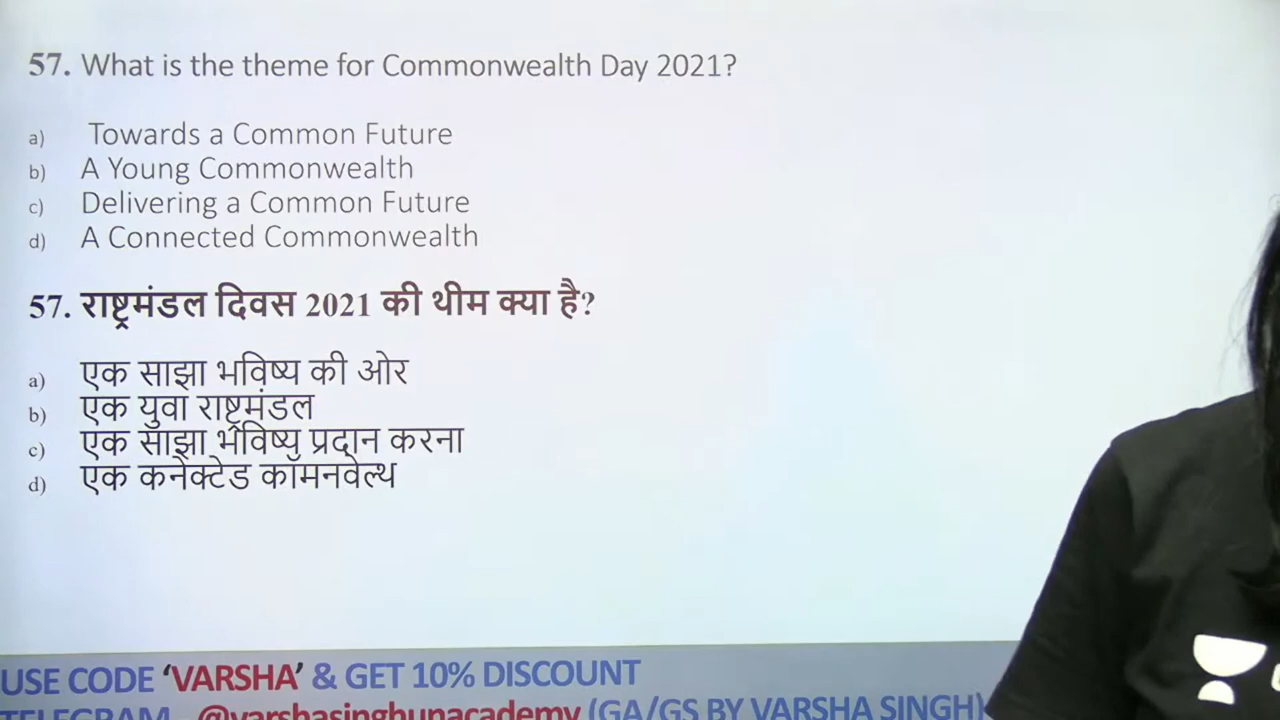 57. What is the theme for Commonwealth Day 2021?
a) Towards a Common Future
b) A Young Commonwealth
c) Delivering a Common Future
d) A Connected Commonwealth
57. राष्ट्रमंडल दिवस 2021 की थीम क्या है?
a) एक साझा भविष्य की ओर
b) एक युवा राष्ट्रमंडल
c) एक साझा भविष्य प्रदान करना
d) एक कनेक्टेड कॉमनवेल्थ
USE CODE 'VARSHA' & GET 10% DISCOUNT
TELEGRAM - @varshasinghunacademy (GA/GS BY VARSHA SINGH)